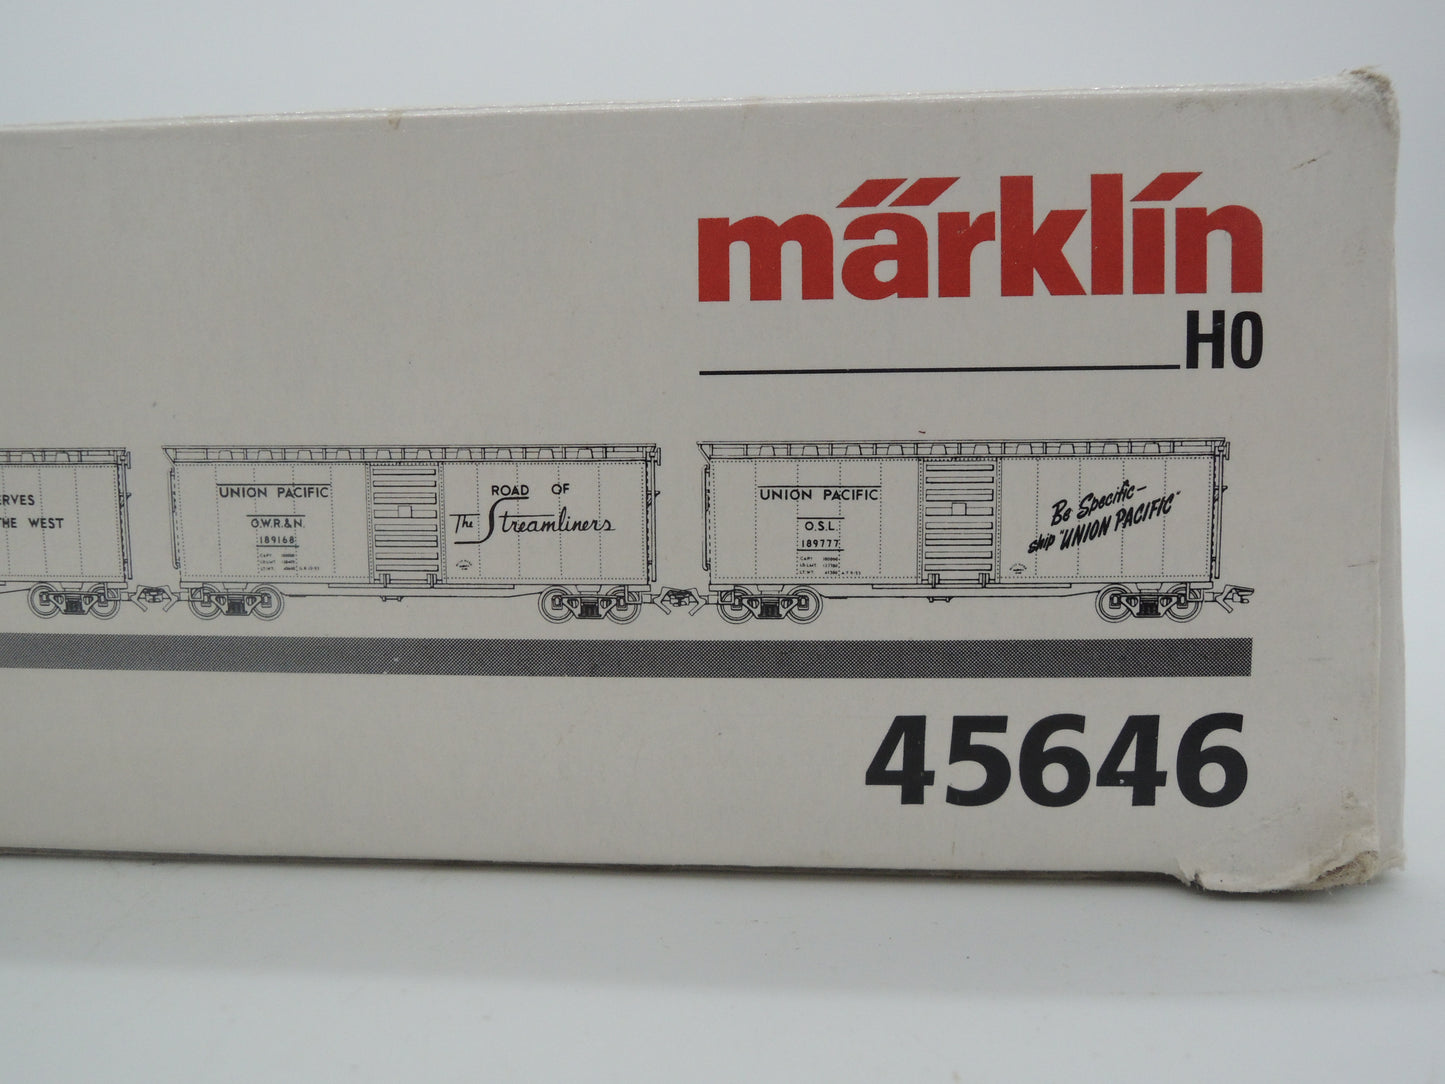 märklín
H0
ERVES
THE WEST
UNION PACIFIC
O.W.R.&N.
189168
ROAD OF
The Streamliners
UNION PACIFIC
O.S.L.
189777
Be Specific-
ship "UNION PACIFIC"
45646